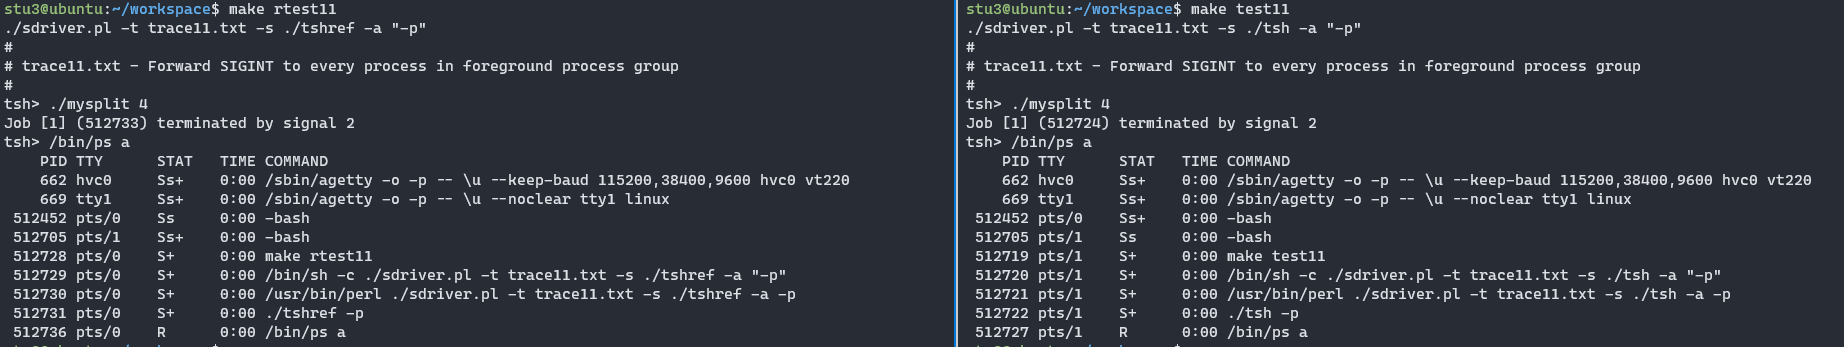 stu3@ubuntu:~/workspace$ make rtest11
./sdriver.pl -t trace11.txt -s ./tshref -a "-p"
#
# trace11.txt - Forward SIGINT to every process in foreground process group
#
tsh> ./mysplit 4
Job [1] (512733) terminated by signal 2
tsh> /bin/ps a
    PID TTY      STAT   TIME COMMAND
    662 hvc0     Ss+    0:00 /sbin/agetty -o -p -- \u --keep-baud 115200,38400,9600 hvc0 vt220
    669 tty1     Ss+    0:00 /sbin/agetty -o -p -- \u --noclear tty1 linux
 512452 pts/0    Ss     0:00 -bash
 512705 pts/1    Ss+    0:00 -bash
 512728 pts/0    S+     0:00 make rtest11
 512729 pts/0    S+     0:00 /bin/sh -c ./sdriver.pl -t trace11.txt -s ./tshref -a "-p"
 512730 pts/0    S+     0:00 /usr/bin/perl ./sdriver.pl -t trace11.txt -s ./tshref -a -p
 512731 pts/0    S+     0:00 ./tshref -p
 512736 pts/0    R      0:00 /bin/ps a
stu3@ubuntu:~/workspace$ make test11
./sdriver.pl -t trace11.txt -s ./tsh -a "-p"
#
# trace11.txt - Forward SIGINT to every process in foreground process group
#
tsh> ./mysplit 4
Job [1] (512724) terminated by signal 2
tsh> /bin/ps a
    PID TTY      STAT   TIME COMMAND
    662 hvc0     Ss+    0:00 /sbin/agetty -o -p -- \u --keep-baud 115200,38400,9600 hvc0 vt220
    669 tty1     Ss+    0:00 /sbin/agetty -o -p -- \u --noclear tty1 linux
 512452 pts/0    Ss+    0:00 -bash
 512705 pts/1    Ss     0:00 -bash
 512719 pts/1    S+     0:00 make test11
 512720 pts/1    S+     0:00 /bin/sh -c ./sdriver.pl -t trace11.txt -s ./tsh -a "-p"
 512721 pts/1    S+     0:00 /usr/bin/perl ./sdriver.pl -t trace11.txt -s ./tsh -a -p
 512722 pts/1    S+     0:00 ./tsh -p
 512727 pts/1    R      0:00 /bin/ps a